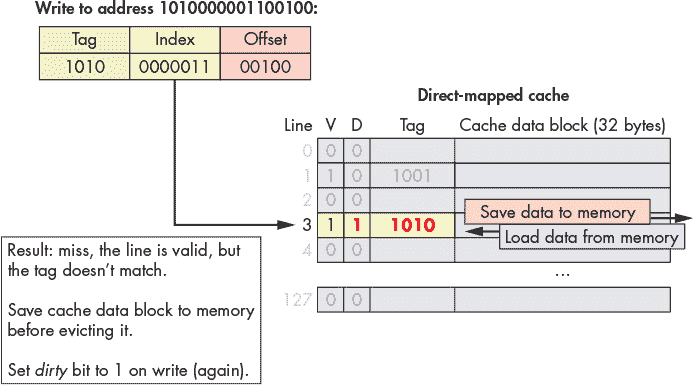 Write to address 1010000001100100:
Tag Index Offset
1010 0000011 00100
Direct-mapped cache
Line V D Tag Cache data block (32 bytes)
0 0 0
1 1 0 1001
2 0 0
3 1 1 1010
Save data to memory
Load data from memory
4 0 0
...
127 0 0
Result: miss, the line is valid, but
the tag doesn't match.
Save cache data block to memory
before evicting it.
Set dirty bit to 1 on write (again).